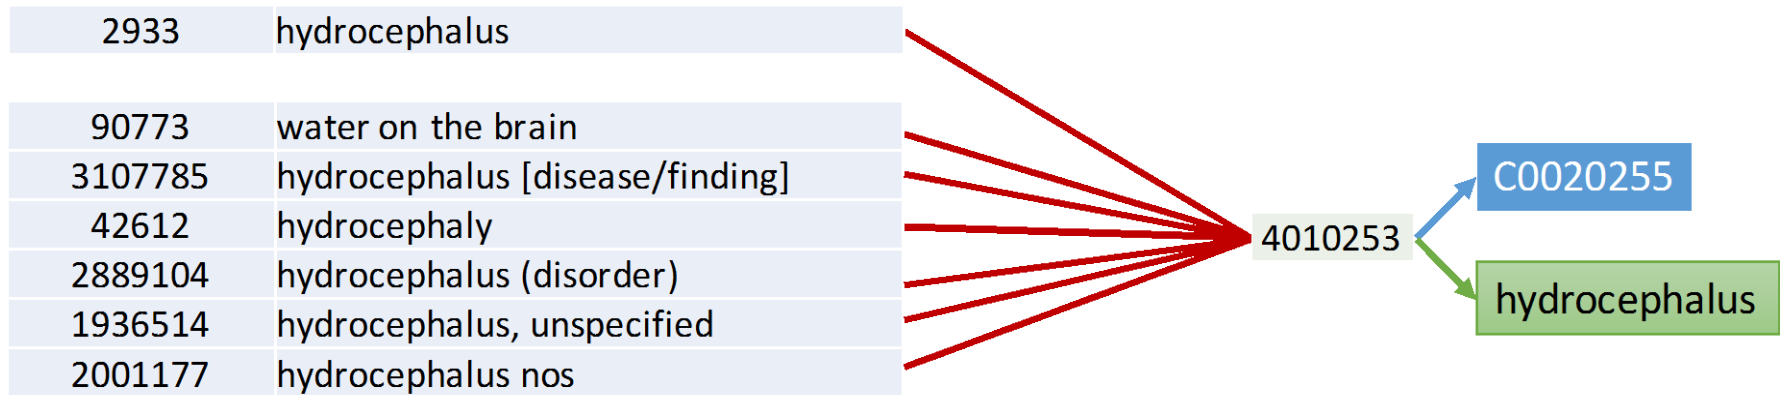 2933 hydrocephalus
90773 water on the brain
3107785 hydrocephalus [disease/finding]
42612 hydrocephaly
2889104 hydrocephalus (disorder)
1936514 hydrocephalus, unspecified
2001177 hydrocephalus nos
4010253
C0020255
hydrocephalus